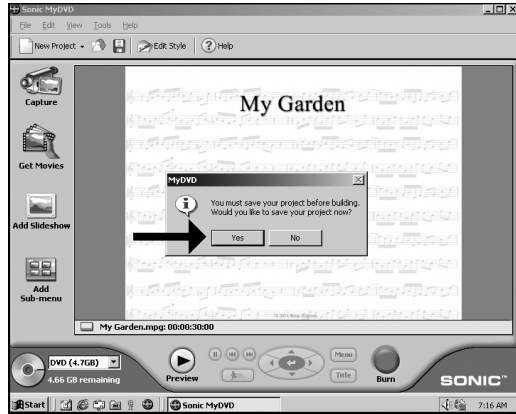 Sonic MyDVD
File Edit View Tools Help
New Project Edit Style Help
Capture
Get Movies
Add Slideshow
Add
Sub-menu
My Garden
MyDVD
You must save your project before building.
Would you like to save your project now?
Yes No
My Garden.mpg: 00:00:30:00
DVD (4.7GB)
4.66 GB remaining
Preview
Menu
Title
Burn
SONIC™
Start Sonic MyDVD 7:16 AM